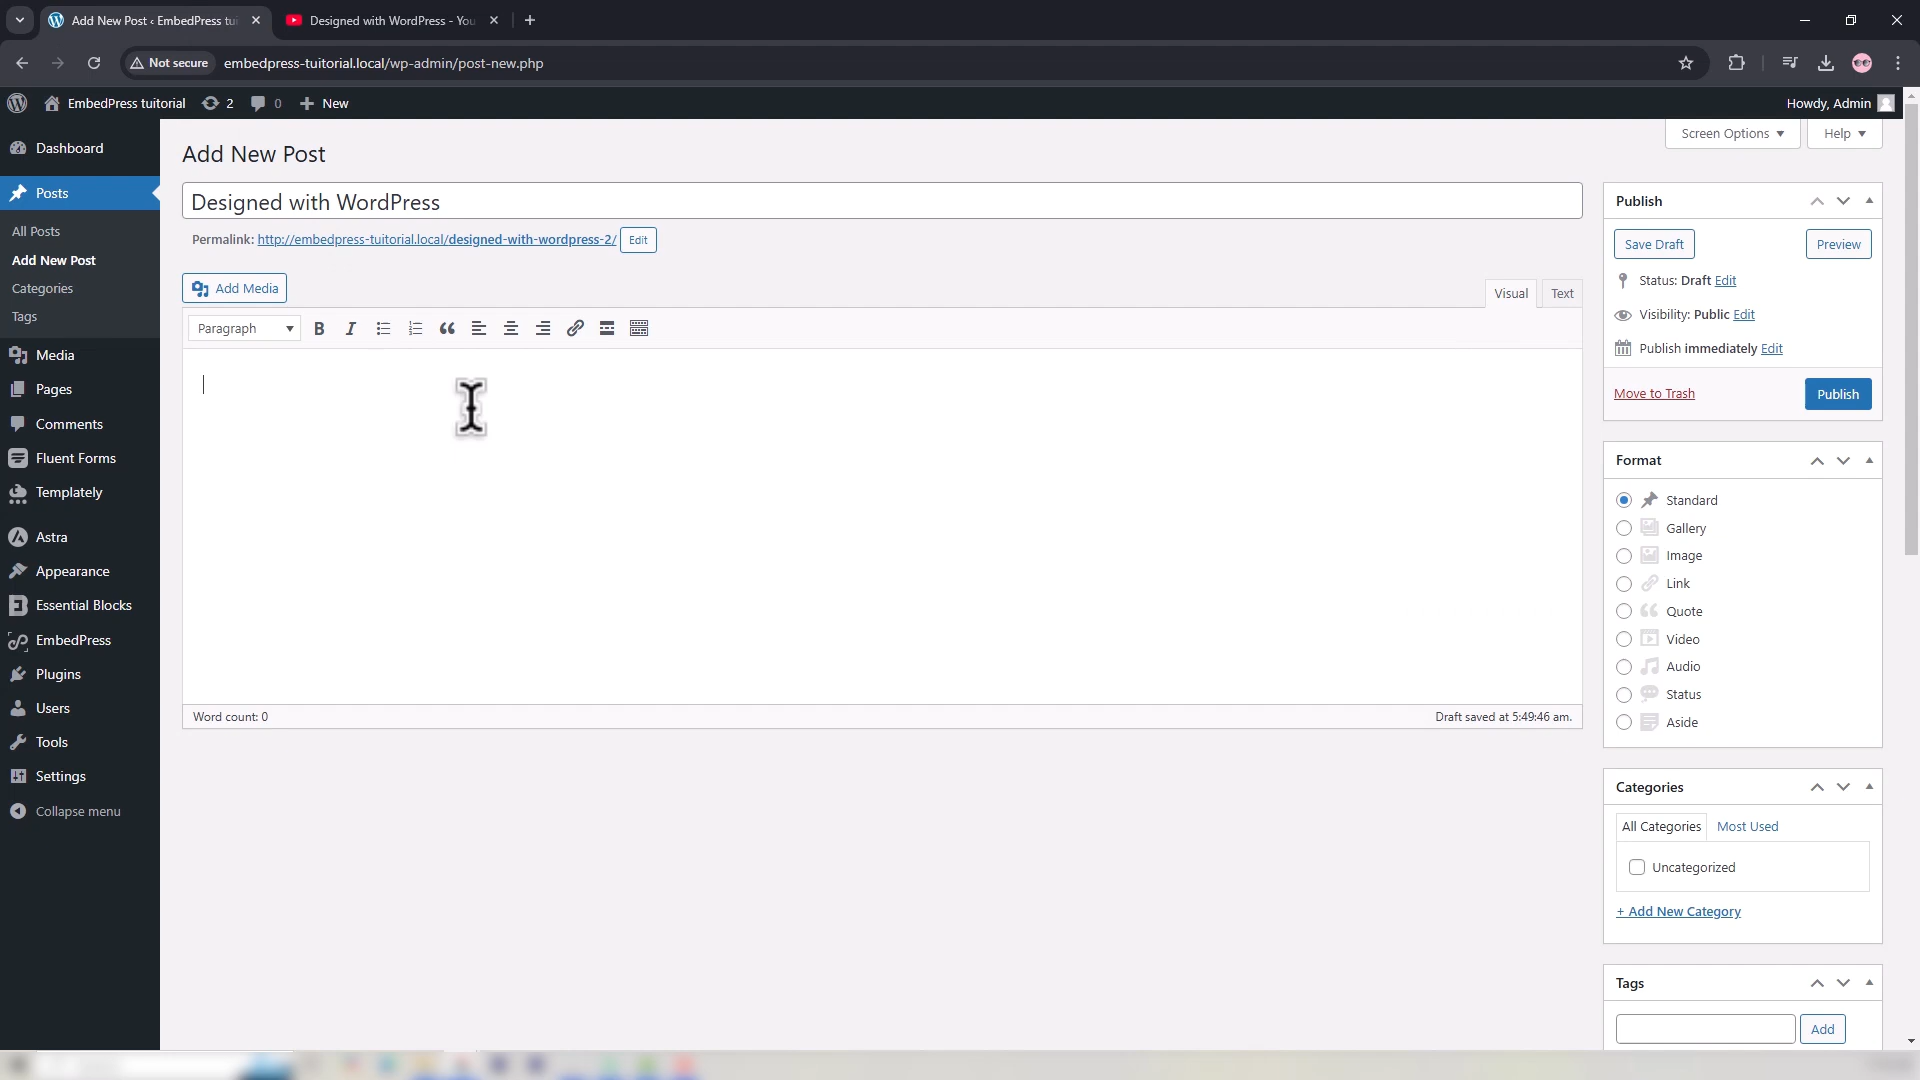 Add New Post ‹ EmbedPress tui
Designed with WordPress - You
Not secure
embedpress-tuitorial.local/wp-admin/post-new.php
EmbedPress tuitorial
2
0
New
Howdy, Admin
Screen Options
Help
Dashboard
Posts
All Posts
Add New Post
Categories
Tags
Media
Pages
Comments
Fluent Forms
Templately
Astra
Appearance
Essential Blocks
EmbedPress
Plugins
Users
Tools
Settings
Collapse menu
Add New Post
Designed with WordPress
Permalink: http://embedpress-tuitorial.local/designed-with-wordpress-2/ Edit
Add Media
Visual
Text
Paragraph
Word count: 0
Draft saved at 5:49:46 am.
Publish
Save Draft
Preview
Status: Draft Edit
Visibility: Public Edit
Publish immediately Edit
Move to Trash
Publish
Format
Standard
Gallery
Image
Link
Quote
Video
Audio
Status
Aside
Categories
All Categories
Most Used
Uncategorized
+ Add New Category
Tags
Add